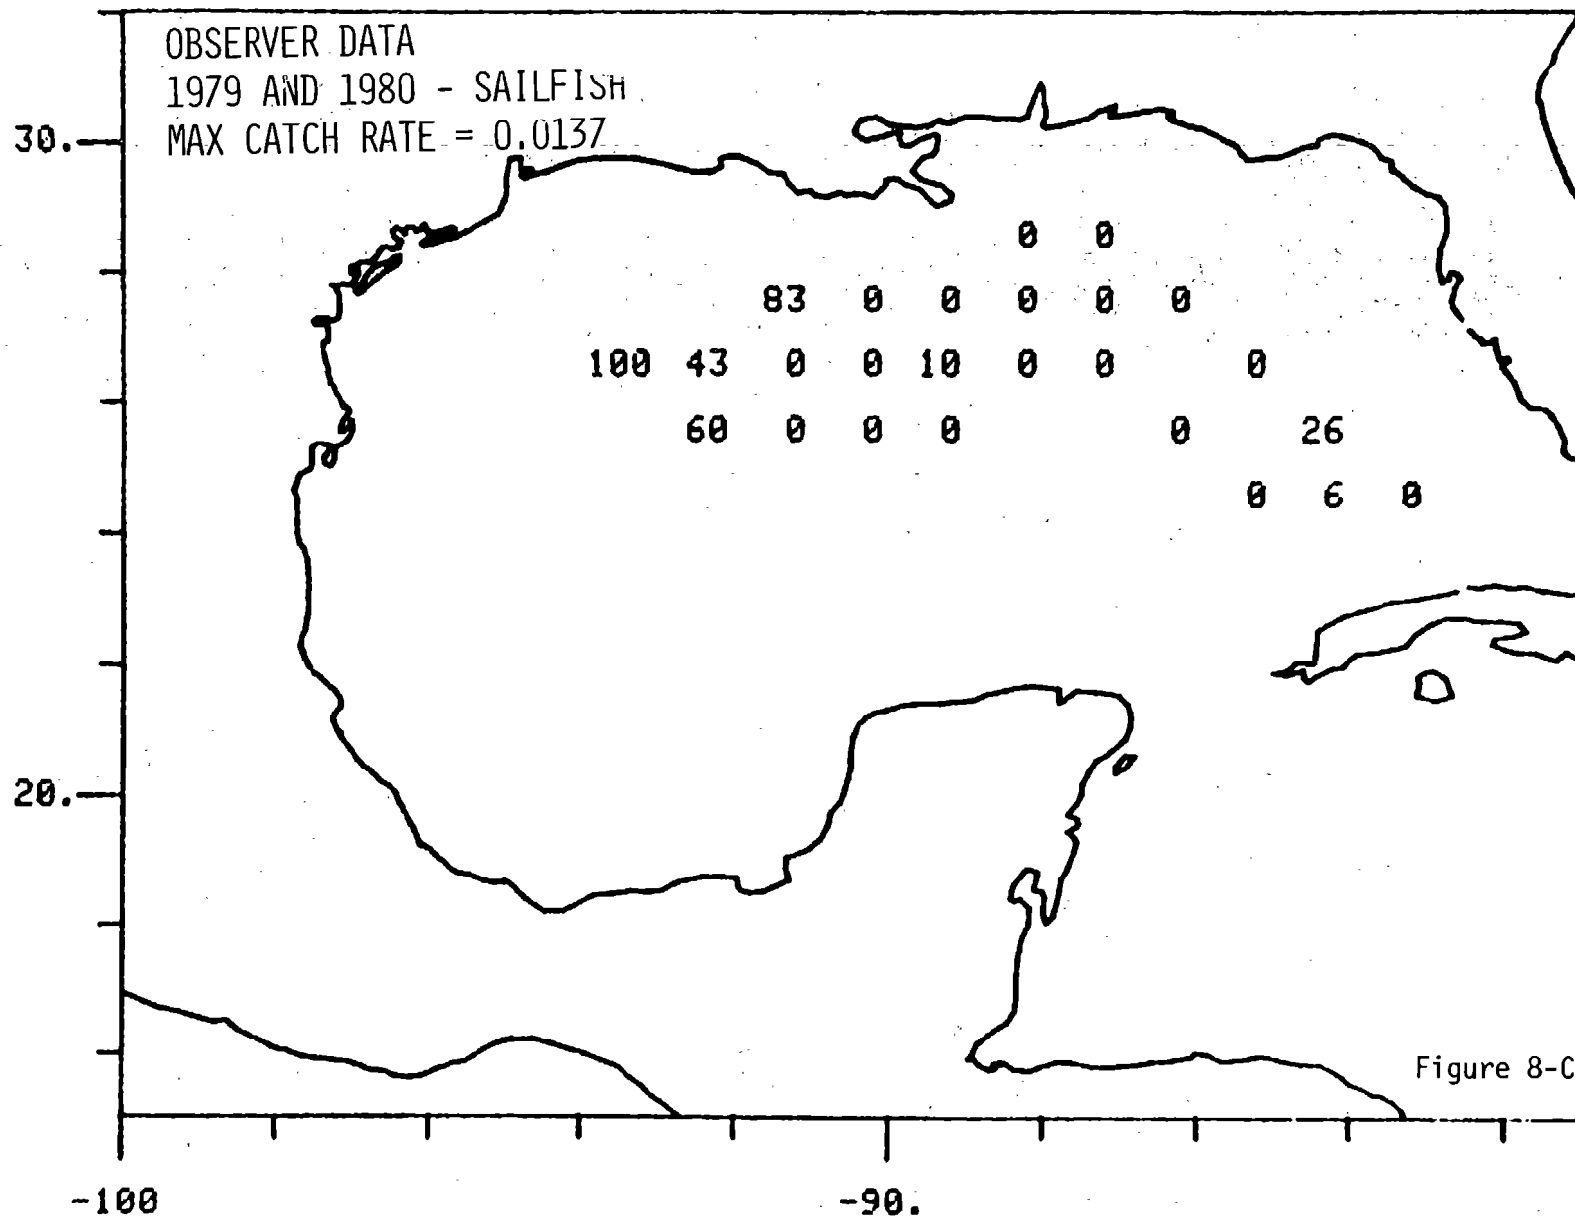 OBSERVER DATA
1979 AND 1980 - SAILFISH
MAX CATCH RATE = 0.0137
30.
0 0
83 0 0 0 0 0
100 43 0 0 10 0 0 0
60 0 0 0 0 26
0 6 0
20.
Figure 8-C
-100 -90.